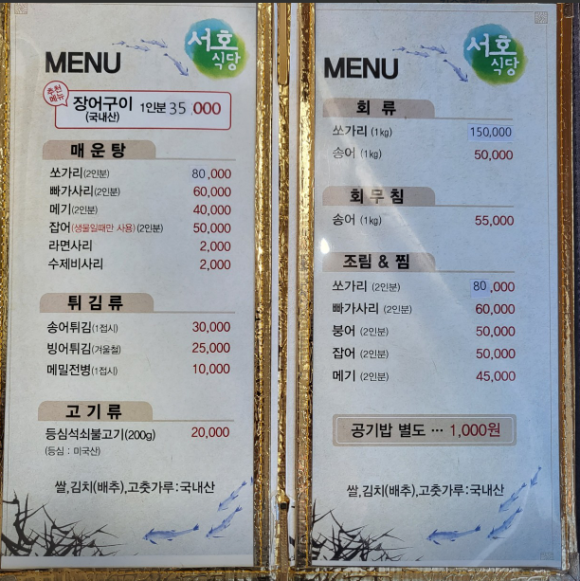 서호
식당
MENU
추천
메뉴
장어구이 1인분 35,000
(국내산)
매운탕
쏘가리(2인분) 80,000
빠가사리(2인분) 60,000
메기(2인분) 40,000
잡어(생물일때만 사용)(2인분) 50,000
라면사리 2,000
수제비사리 2,000
튀김류
송어튀김(1접시) 30,000
빙어튀김(겨울철) 25,000
메밀전병(1접시) 10,000
고기류
등심석쇠불고기(200g) 20,000
(등심 : 미국산)
쌀,김치(배추),고춧가루:국내산
서호
식당
MENU
회 류
쏘가리 (1kg) 150,000
송어 (1kg) 50,000
회무침
송어 (1kg) 55,000
조림 & 찜
쏘가리 (2인분) 80,000
빠가사리 (2인분) 60,000
붕어 (2인분) 50,000
잡어 (2인분) 50,000
메기 (2인분) 45,000
공기밥 별도 ··· 1,000원
쌀,김치(배추),고춧가루:국내산